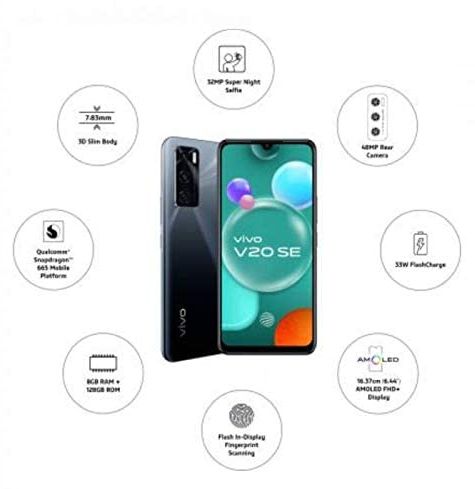 32MP Super Night
Selfie
7.83mm
3D Slim Body
48MP Rear
Camera
Qualcomm®
Snapdragon™
665 Mobile
Platform
vivo
V20 SE
vivo
33W FlashCharge
8GB RAM +
128GB ROM
AMOLED
16.37cm (6.44")
AMOLED FHD+
Display
Flash In-Display
Fingerprint
Scanning